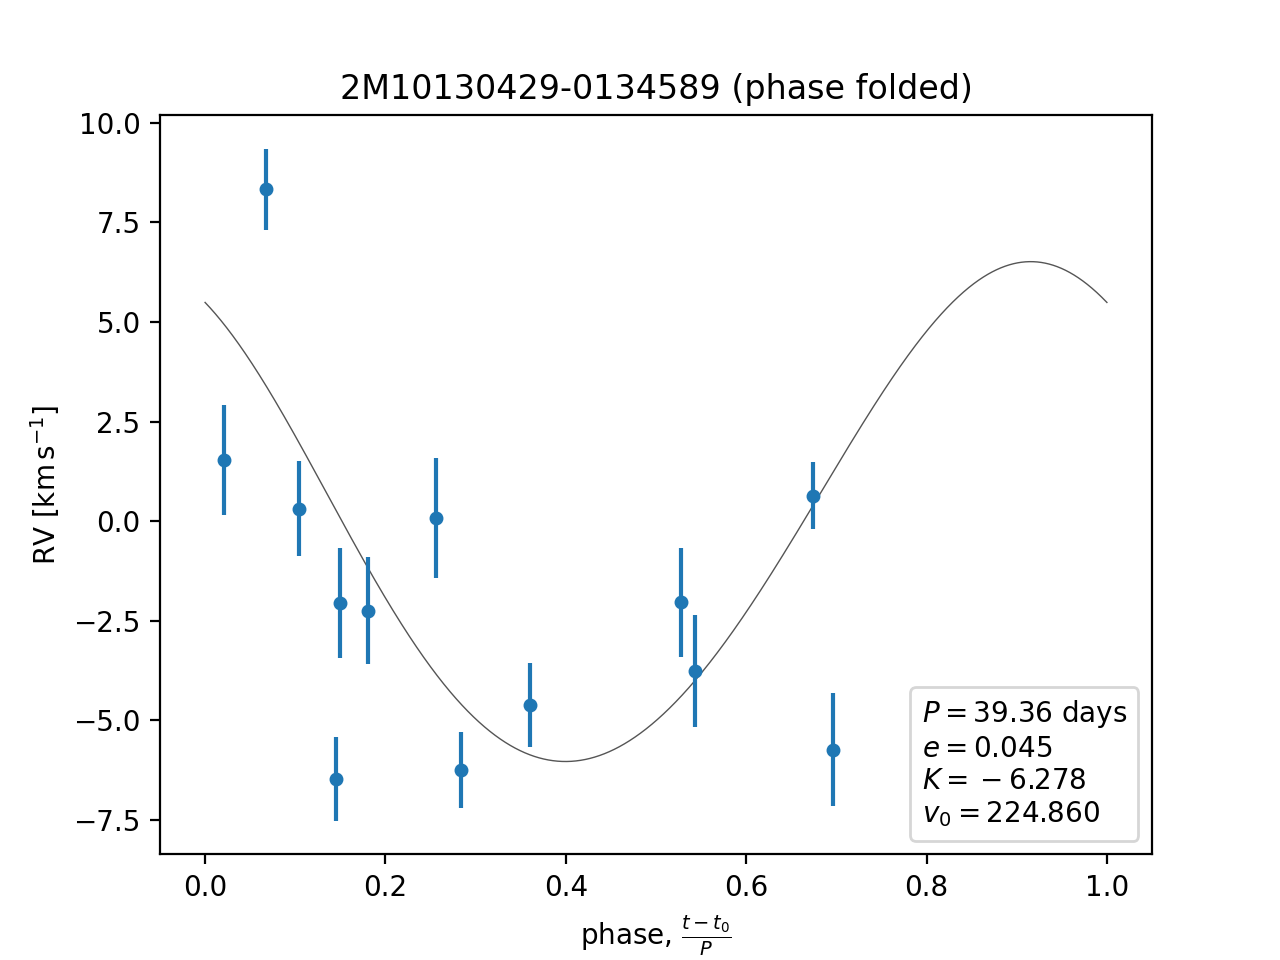 2M10130429-0134589 (phase folded)
10.0
7.5
5.0
2.5
0.0
−2.5
−5.0
−7.5
RV [km s⁻¹]
P = 39.36 days
e = 0.045
K = − 6.278
v₀ = 224.860
0.0 0.2 0.4 0.6 0.8 1.0
phase, (t − t₀)/P